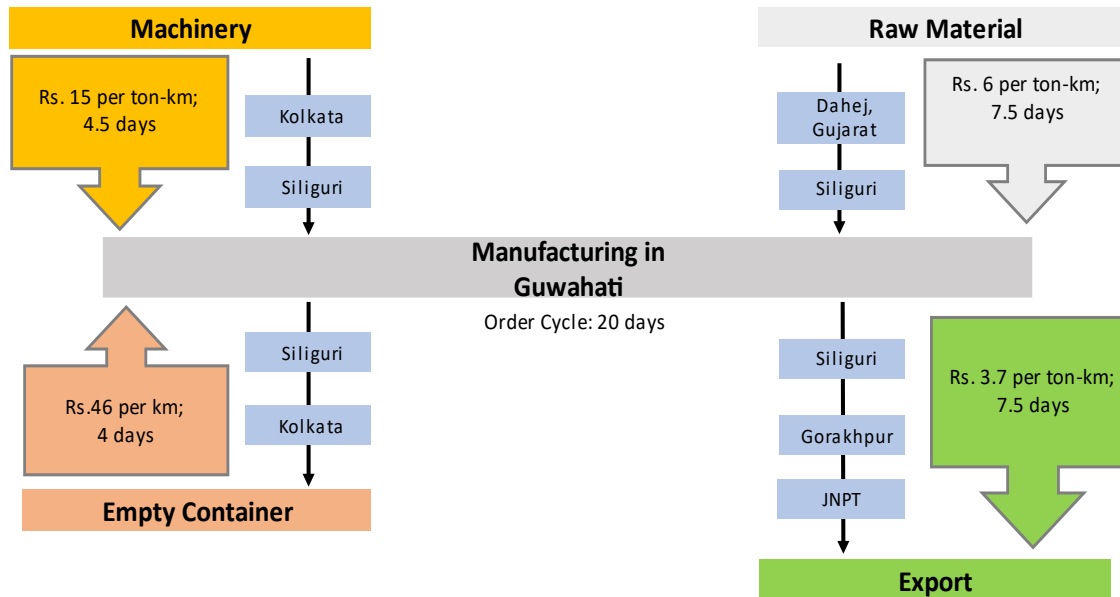 Machinery
Rs. 15 per ton-km;
4.5 days
Kolkata
Siliguri
Raw Material
Dahej,
Gujarat
Siliguri
Rs. 6 per ton-km;
7.5 days
Manufacturing in
Guwahati
Order Cycle: 20 days
Rs.46 per km;
4 days
Siliguri
Kolkata
Empty Container
Siliguri
Gorakhpur
JNPT
Rs. 3.7 per ton-km;
7.5 days
Export